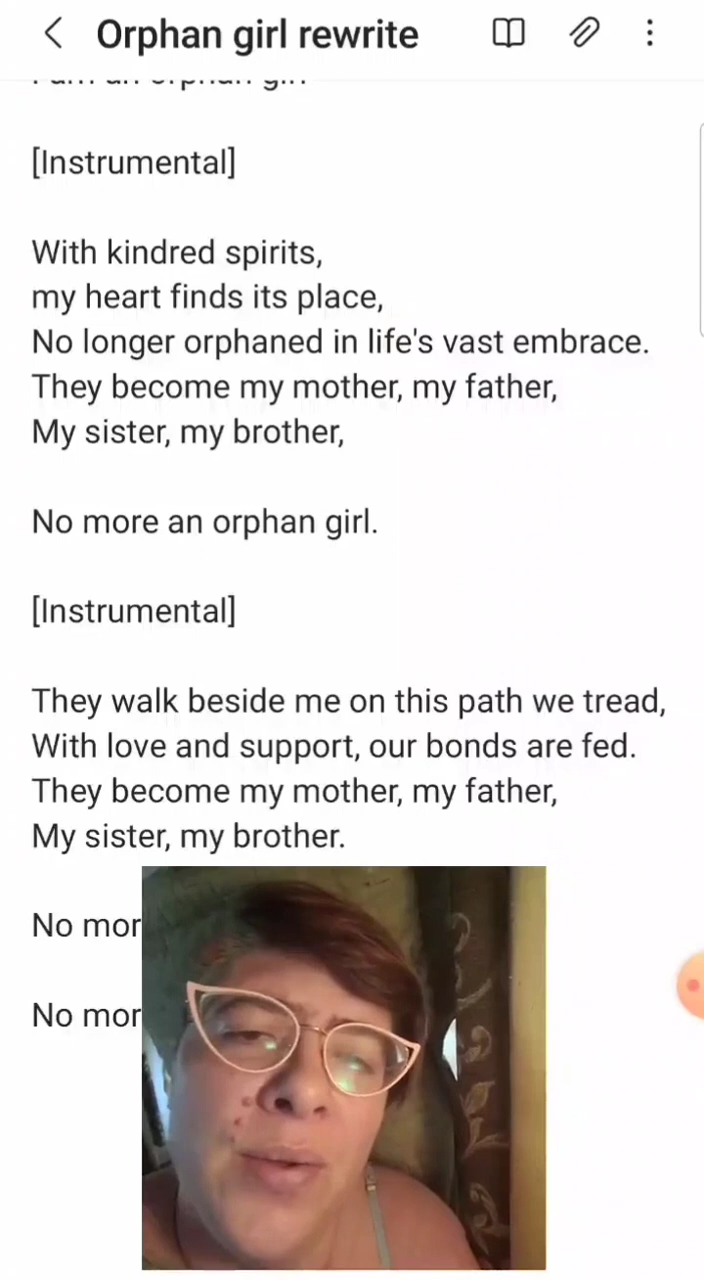 Orphan girl rewrite
[Instrumental]
With kindred spirits,
my heart finds its place,
No longer orphaned in life's vast embrace.
They become my mother, my father,
My sister, my brother,
No more an orphan girl.
[Instrumental]
They walk beside me on this path we tread,
With love and support, our bonds are fed.
They become my mother, my father,
My sister, my brother.
No mor
No mor